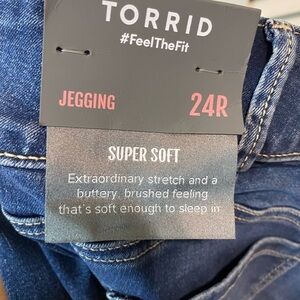 TORRID
#FeelTheFit
JEGGING 24R
SUPER SOFT
Extraordinary stretch and a
buttery, brushed feeling
that's soft enough to sleep in